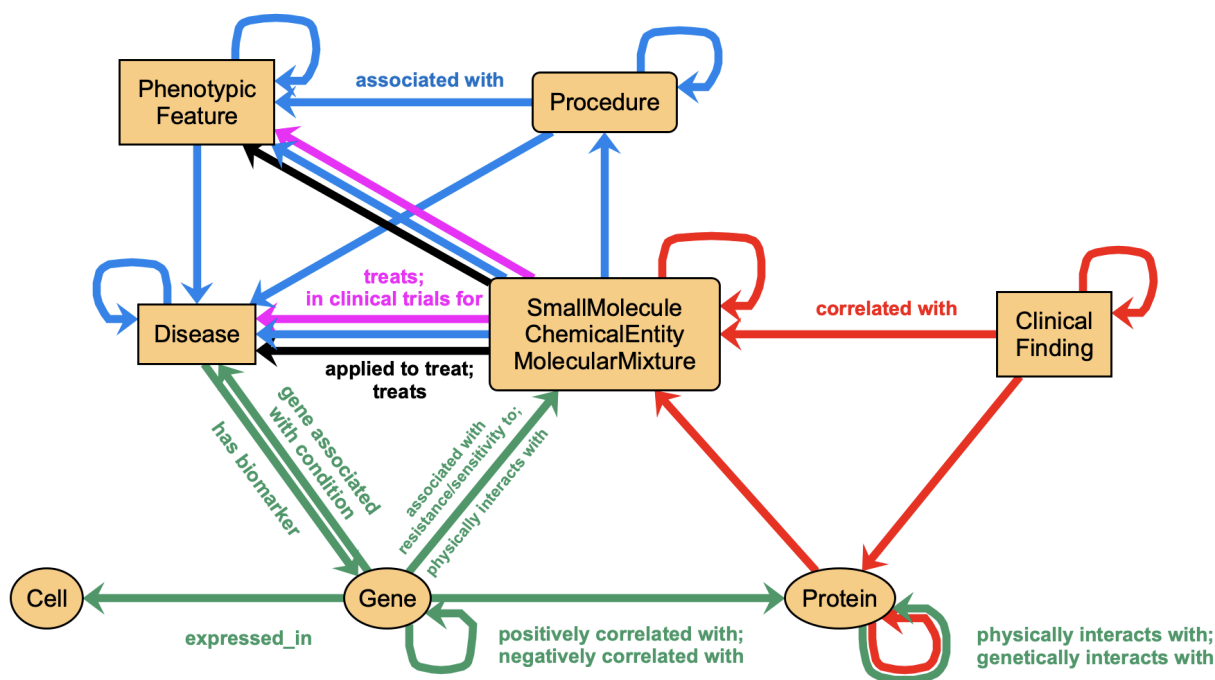 Phenotypic
Feature
associated with
Procedure
treats;
in clinical trials for
Disease
SmallMolecule
ChemicalEntity
MolecularMixture
correlated with
Clinical
Finding
applied to treat;
treats
gene associated
with condition
has biomarker
associated with
resistance/sensitivity to;
physically interacts with
Cell
Gene
Protein
expressed_in
positively correlated with;
negatively correlated with
physically interacts with;
genetically interacts with